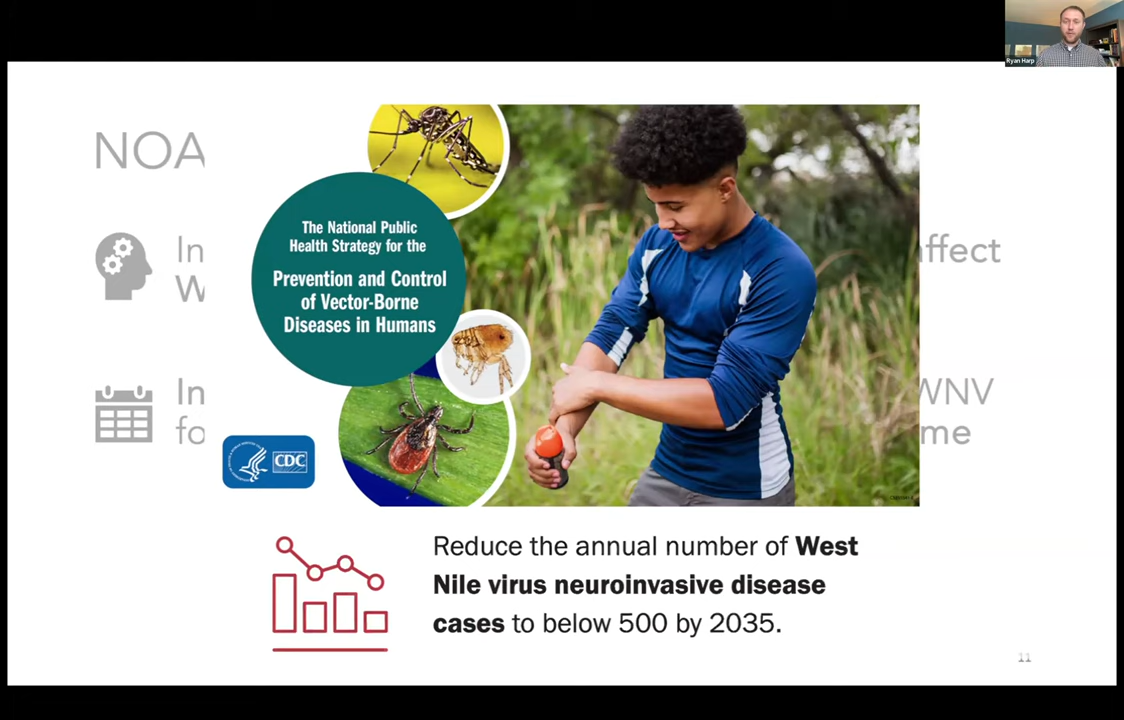 Ryan Harp
NOA
The National Public
Health Strategy for the
Prevention and Control
of Vector-Borne
Diseases in Humans
In
ffect
W
In
WNV
fo
me
CDC
Reduce the annual number of West
Nile virus neuroinvasive disease
cases to below 500 by 2035.
11